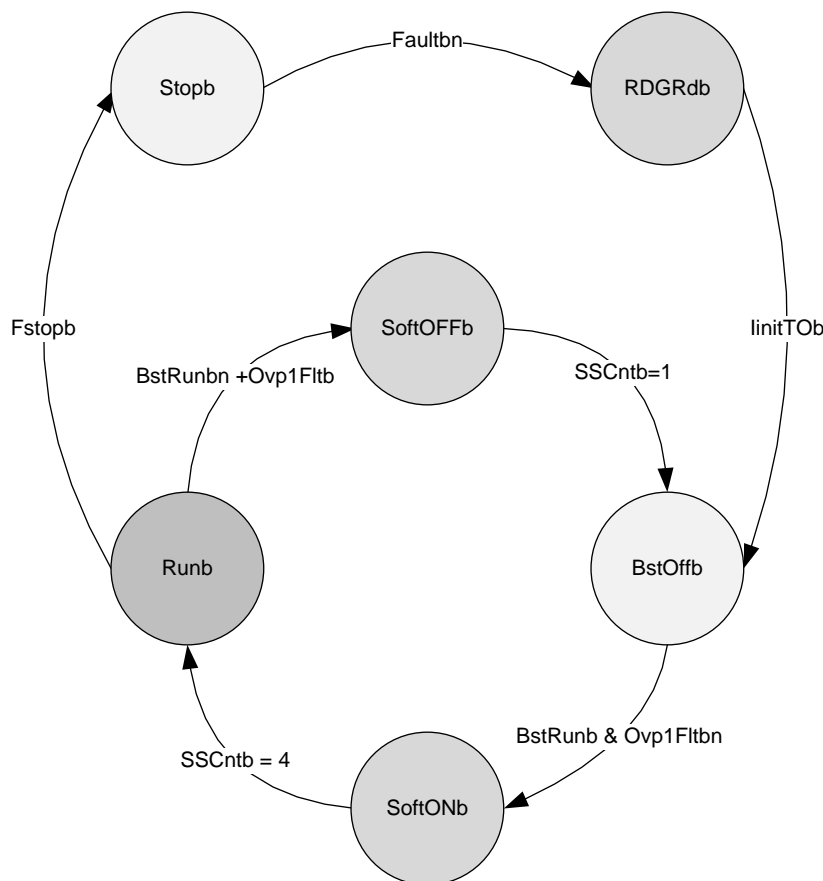 Faultbn
Stopb
RDGRdb
Fstopb
SoftOFFb
IinitTOb
BstRunbn +Ovp1Fltb
SSCntb=1
Runb
BstOffb
BstRunb & Ovp1Fltbn
SSCntb = 4
SoftONb